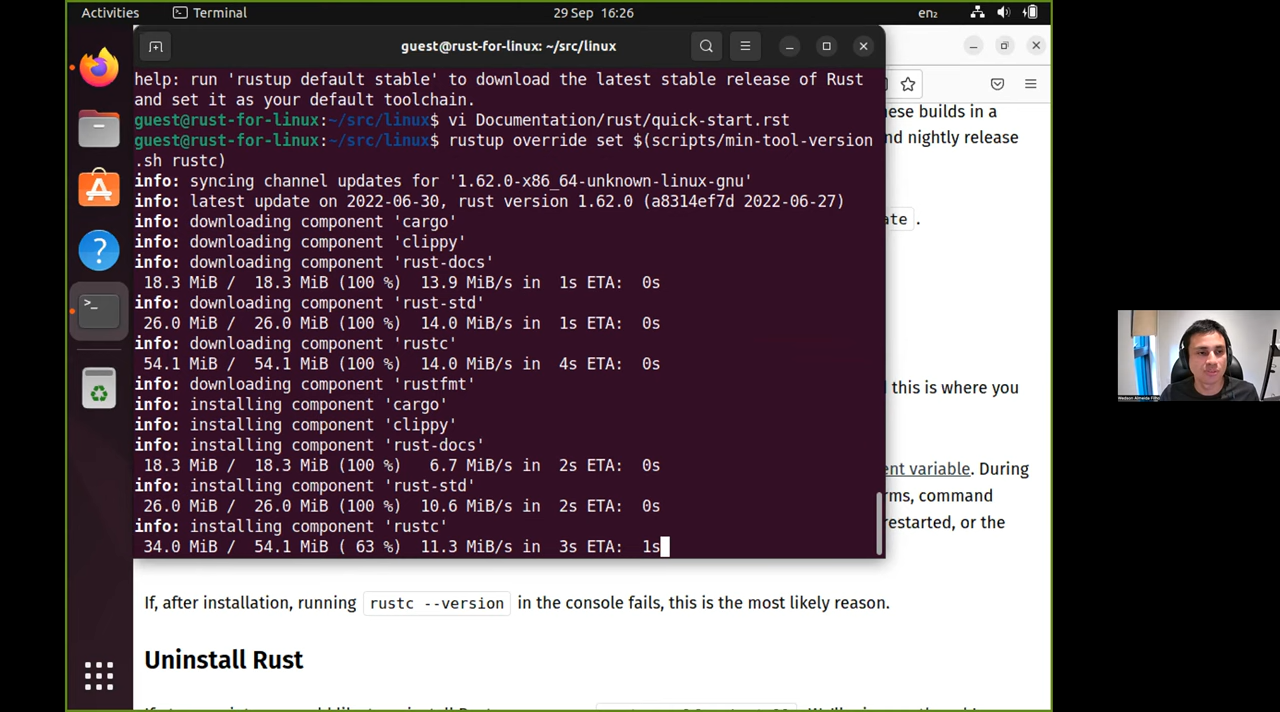 Activities
Terminal
29 Sep 16:26
en₂
guest@rust-for-linux: ~/src/linux
help: run 'rustup default stable' to download the latest stable release of Rust
and set it as your default toolchain.
guest@rust-for-linux:~/src/linux$ vi Documentation/rust/quick-start.rst
guest@rust-for-linux:~/src/linux$ rustup override set $(scripts/min-tool-version
.sh rustc)
info: syncing channel updates for '1.62.0-x86_64-unknown-linux-gnu'
info: latest update on 2022-06-30, rust version 1.62.0 (a8314ef7d 2022-06-27)
info: downloading component 'cargo'
info: downloading component 'clippy'
info: downloading component 'rust-docs'
18.3 MiB / 18.3 MiB (100 %) 13.9 MiB/s in 1s ETA: 0s
info: downloading component 'rust-std'
26.0 MiB / 26.0 MiB (100 %) 14.0 MiB/s in 1s ETA: 0s
info: downloading component 'rustc'
54.1 MiB / 54.1 MiB (100 %) 14.0 MiB/s in 4s ETA: 0s
info: downloading component 'rustfmt'
info: installing component 'cargo'
info: installing component 'clippy'
info: installing component 'rust-docs'
18.3 MiB / 18.3 MiB (100 %) 6.7 MiB/s in 2s ETA: 0s
info: installing component 'rust-std'
26.0 MiB / 26.0 MiB (100 %) 10.6 MiB/s in 2s ETA: 0s
info: installing component 'rustc'
34.0 MiB / 54.1 MiB ( 63 %) 11.3 MiB/s in 3s ETA: 1s
ese builds in a
nd nightly release
ate .
this is where you
ent variable. During
rms, command
restarted, or the
If, after installation, running rustc --version in the console fails, this is the most likely reason.
Uninstall Rust
Wedson Almeida Filho